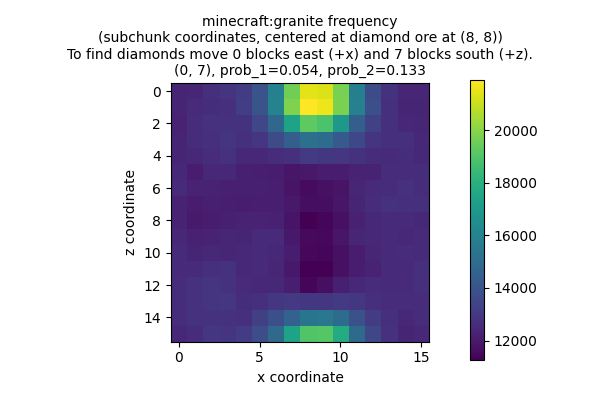 minecraft:granite frequency
(subchunk coordinates, centered at diamond ore at (8, 8))
To find diamonds move 0 blocks east (+x) and 7 blocks south (+z).
(0, 7), prob_1=0.054, prob_2=0.133
0
2
4
6
8
10
12
14
z coordinate
0 5 10 15
x coordinate
20000
18000
16000
14000
12000